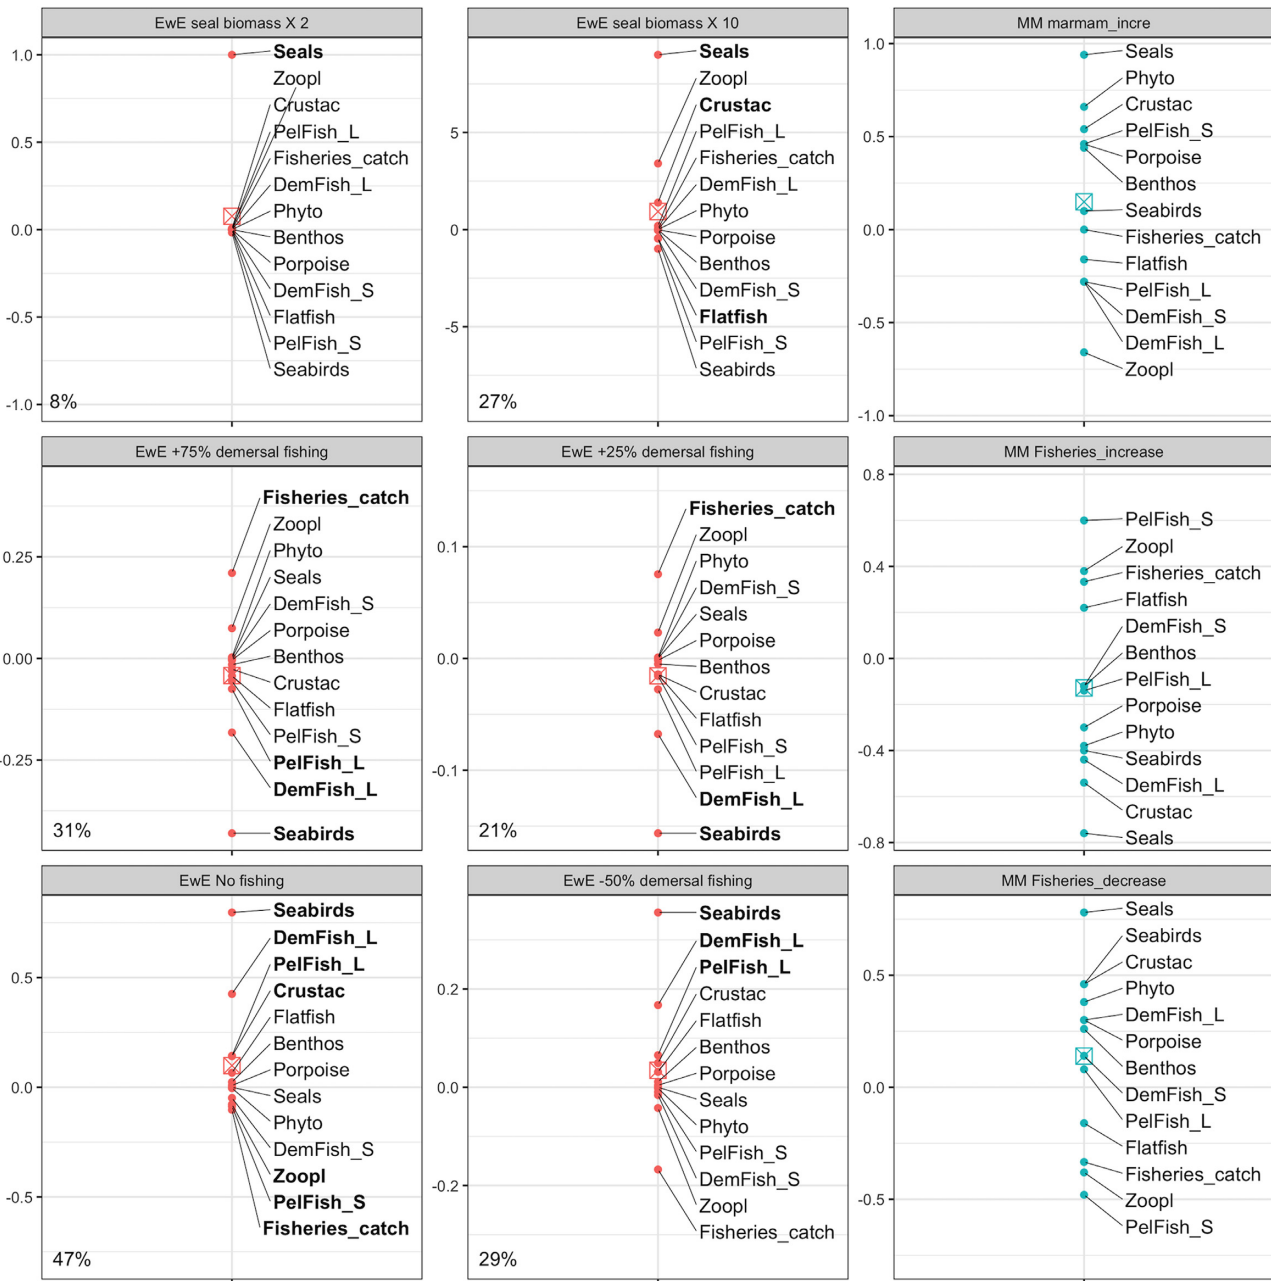 EwE seal biomass X 2
1.0
0.5
0.0
-0.5
-1.0
Seals
Zoopl
Crustac
PelFish_L
Fisheries_catch
DemFish_L
Phyto
Benthos
Porpoise
DemFish_S
Flatfish
PelFish_S
Seabirds
8%
EwE seal biomass X 10
5
0
-5
Seals
Zoopl
Crustac
PelFish_L
Fisheries_catch
DemFish_L
Phyto
Porpoise
Benthos
DemFish_S
Flatfish
PelFish_S
Seabirds
27%
MM marmam_incre
1.0
0.5
0.0
-0.5
-1.0
Seals
Phyto
Crustac
PelFish_S
Porpoise
Benthos
Seabirds
Fisheries_catch
Flatfish
PelFish_L
DemFish_S
DemFish_L
Zoopl
EwE +75% demersal fishing
0.25
0.00
-0.25
Fisheries_catch
Zoopl
Phyto
Seals
DemFish_S
Porpoise
Benthos
Crustac
Flatfish
PelFish_S
PelFish_L
DemFish_L
Seabirds
31%
EwE +25% demersal fishing
0.1
0.0
-0.1
Fisheries_catch
Zoopl
Phyto
DemFish_S
Seals
Porpoise
Benthos
Crustac
Flatfish
PelFish_S
PelFish_L
DemFish_L
Seabirds
21%
MM Fisheries_increase
0.8
0.4
0.0
-0.4
-0.8
PelFish_S
Zoopl
Fisheries_catch
Flatfish
DemFish_S
Benthos
PelFish_L
Porpoise
Phyto
Seabirds
DemFish_L
Crustac
Seals
EwE No fishing
0.5
0.0
-0.5
Seabirds
DemFish_L
PelFish_L
Crustac
Flatfish
Benthos
Porpoise
Seals
Phyto
DemFish_S
Zoopl
PelFish_S
Fisheries_catch
47%
EwE -50% demersal fishing
0.2
0.0
-0.2
Seabirds
DemFish_L
PelFish_L
Crustac
Flatfish
Benthos
Porpoise
Seals
Phyto
PelFish_S
DemFish_S
Zoopl
Fisheries_catch
29%
MM Fisheries_decrease
0.5
0.0
-0.5
Seals
Seabirds
Crustac
Phyto
DemFish_L
Porpoise
Benthos
DemFish_S
PelFish_L
Flatfish
Fisheries_catch
Zoopl
PelFish_S